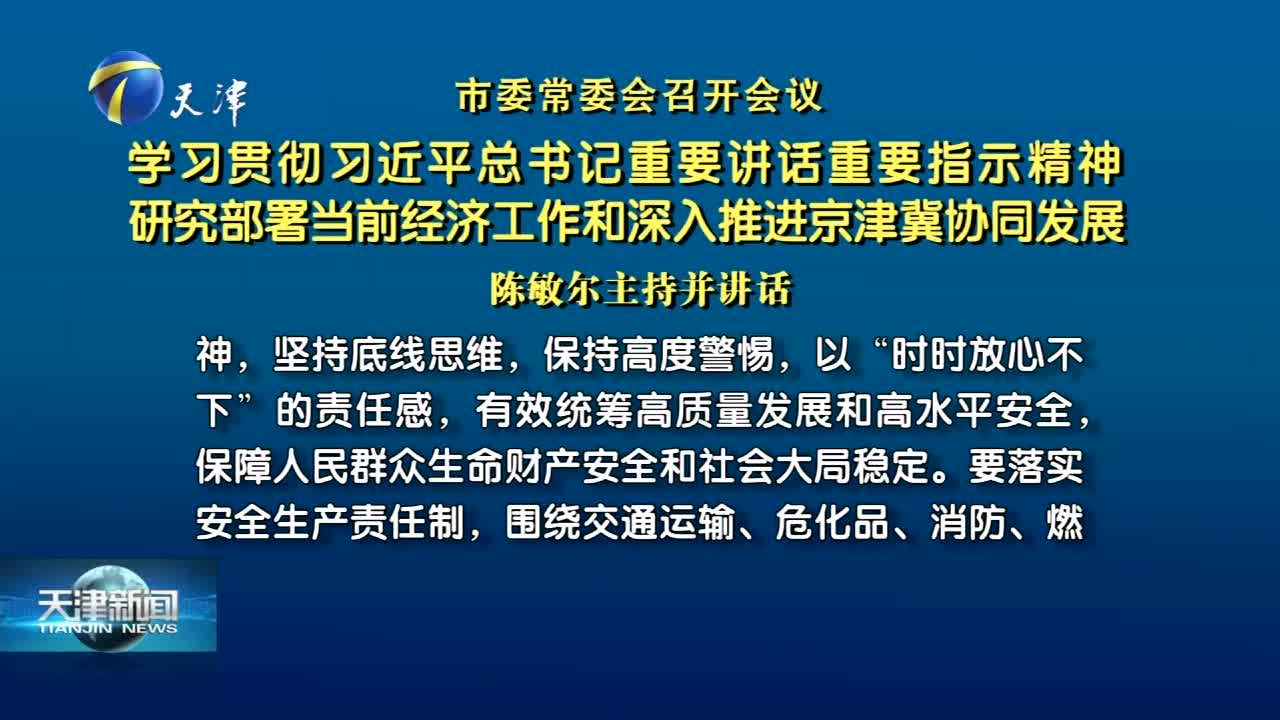 天津
市委常委会召开会议
学习贯彻习近平总书记重要讲话重要指示精神
研究部署当前经济工作和深入推进京津冀协同发展
陈敏尔主持并讲话
神，坚持底线思维，保持高度警惕，以“时时放心不
下”的责任感，有效统筹高质量发展和高水平安全，
保障人民群众生命财产安全和社会大局稳定。要落实
安全生产责任制，围绕交通运输、危化品、消防、燃
天津新闻
TIANJIN NEWS